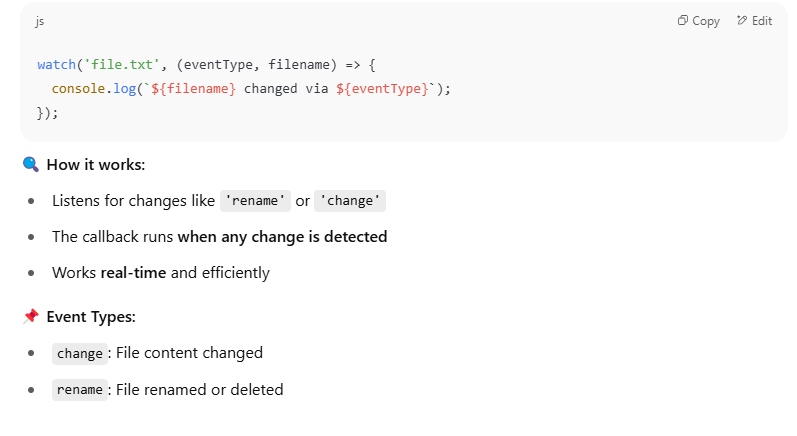 js
Copy Edit
watch('file.txt', (eventType, filename) => {
  console.log(`${filename} changed via ${eventType}`);
});
How it works:
Listens for changes like 'rename' or 'change'
The callback runs when any change is detected
Works real-time and efficiently
Event Types:
change: File content changed
rename: File renamed or deleted